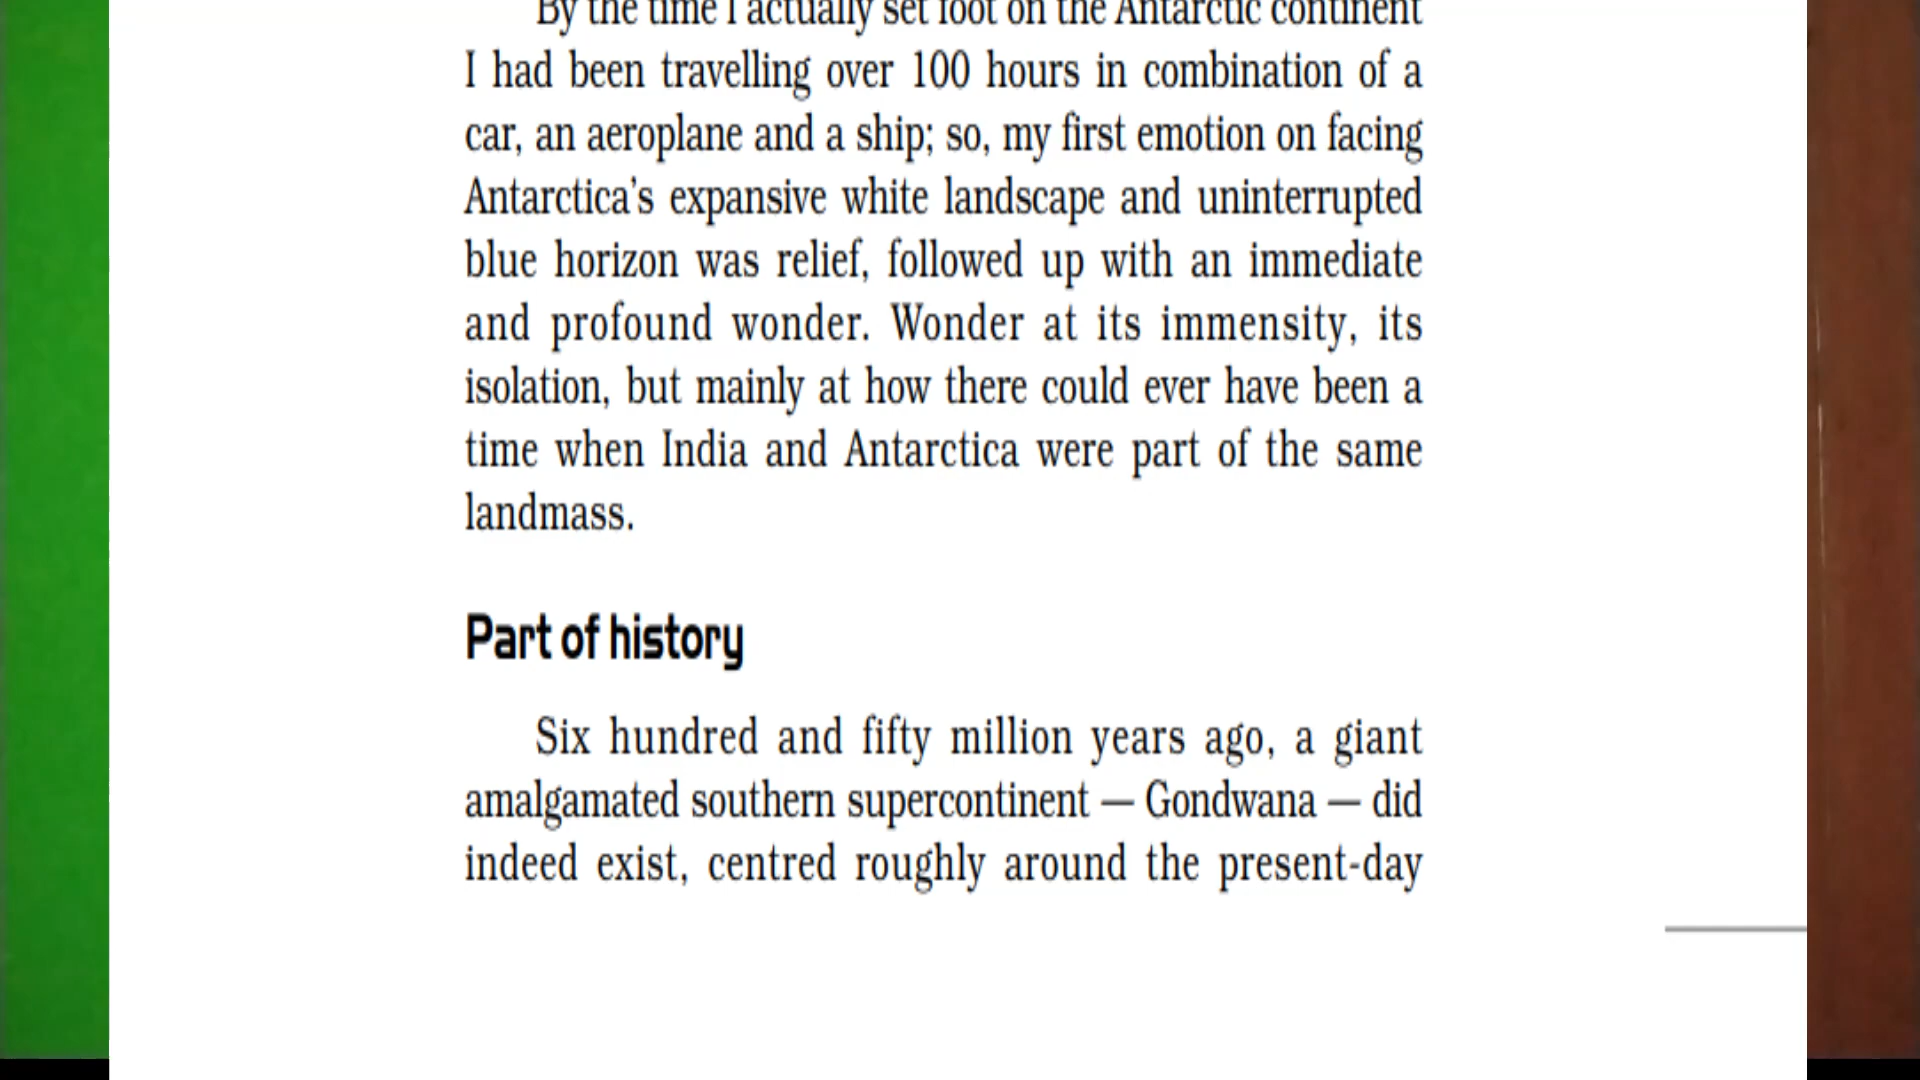 By the time I actually set foot on the Antarctic continent
I had been travelling over 100 hours in combination of a
car, an aeroplane and a ship; so, my first emotion on facing
Antarctica’s expansive white landscape and uninterrupted
blue horizon was relief, followed up with an immediate
and profound wonder. Wonder at its immensity, its
isolation, but mainly at how there could ever have been a
time when India and Antarctica were part of the same
landmass.
Part of history
Six hundred and fifty million years ago, a giant
amalgamated southern supercontinent — Gondwana — did
indeed exist, centred roughly around the present-day